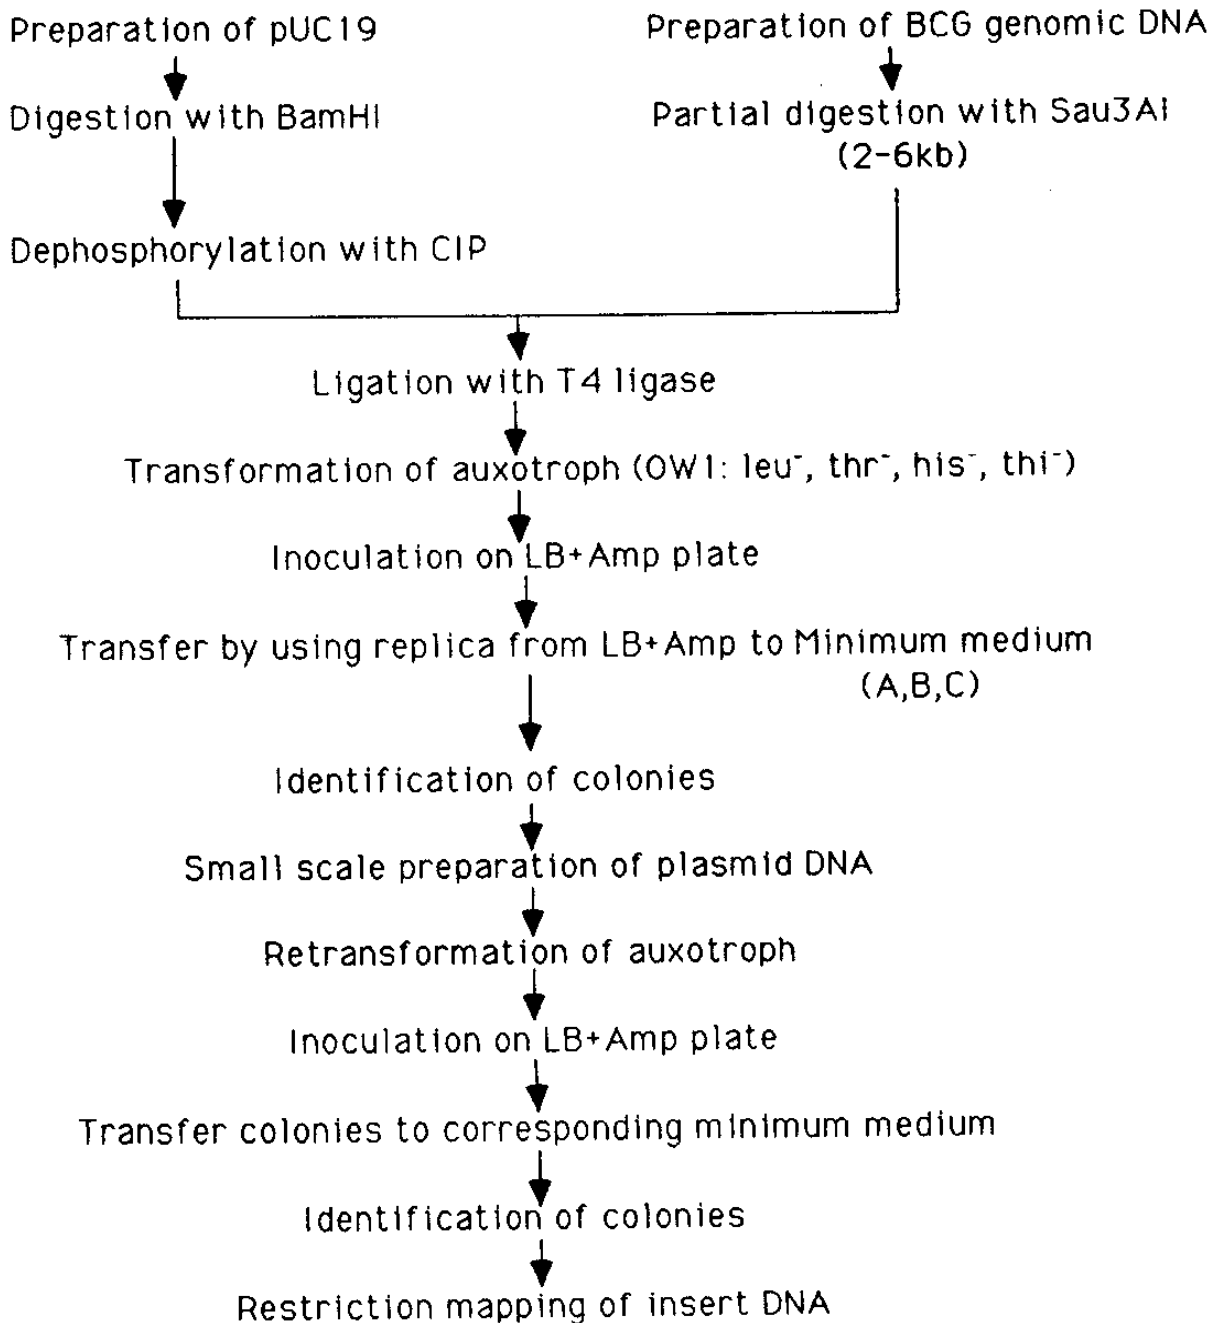 Preparation of pUC19
Preparation of BCG genomic DNA
Digestion with BamHI
Partial digestion with Sau3AI
(2-6kb)
Dephosphorylation with CIP
Ligation with T4 ligase
Transformation of auxotroph (OW1: leu⁻, thr⁻, his⁻, thi⁻)
Inoculation on LB+Amp plate
Transfer by using replica from LB+Amp to Minimum medium
(A,B,C)
Identification of colonies
Small scale preparation of plasmid DNA
Retransformation of auxotroph
Inoculation on LB+Amp plate
Transfer colonies to corresponding minimum medium
Identification of colonies
Restriction mapping of insert DNA